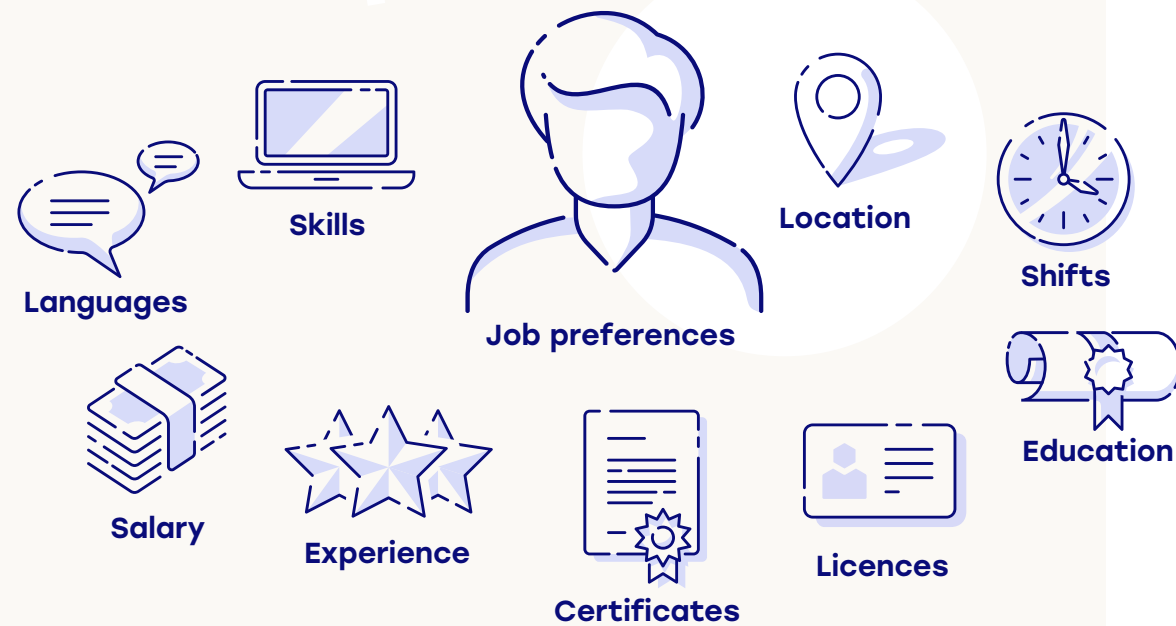 Skills
Location
Languages
Shifts
Job preferences
Salary
Experience
Certificates
Licences
Education